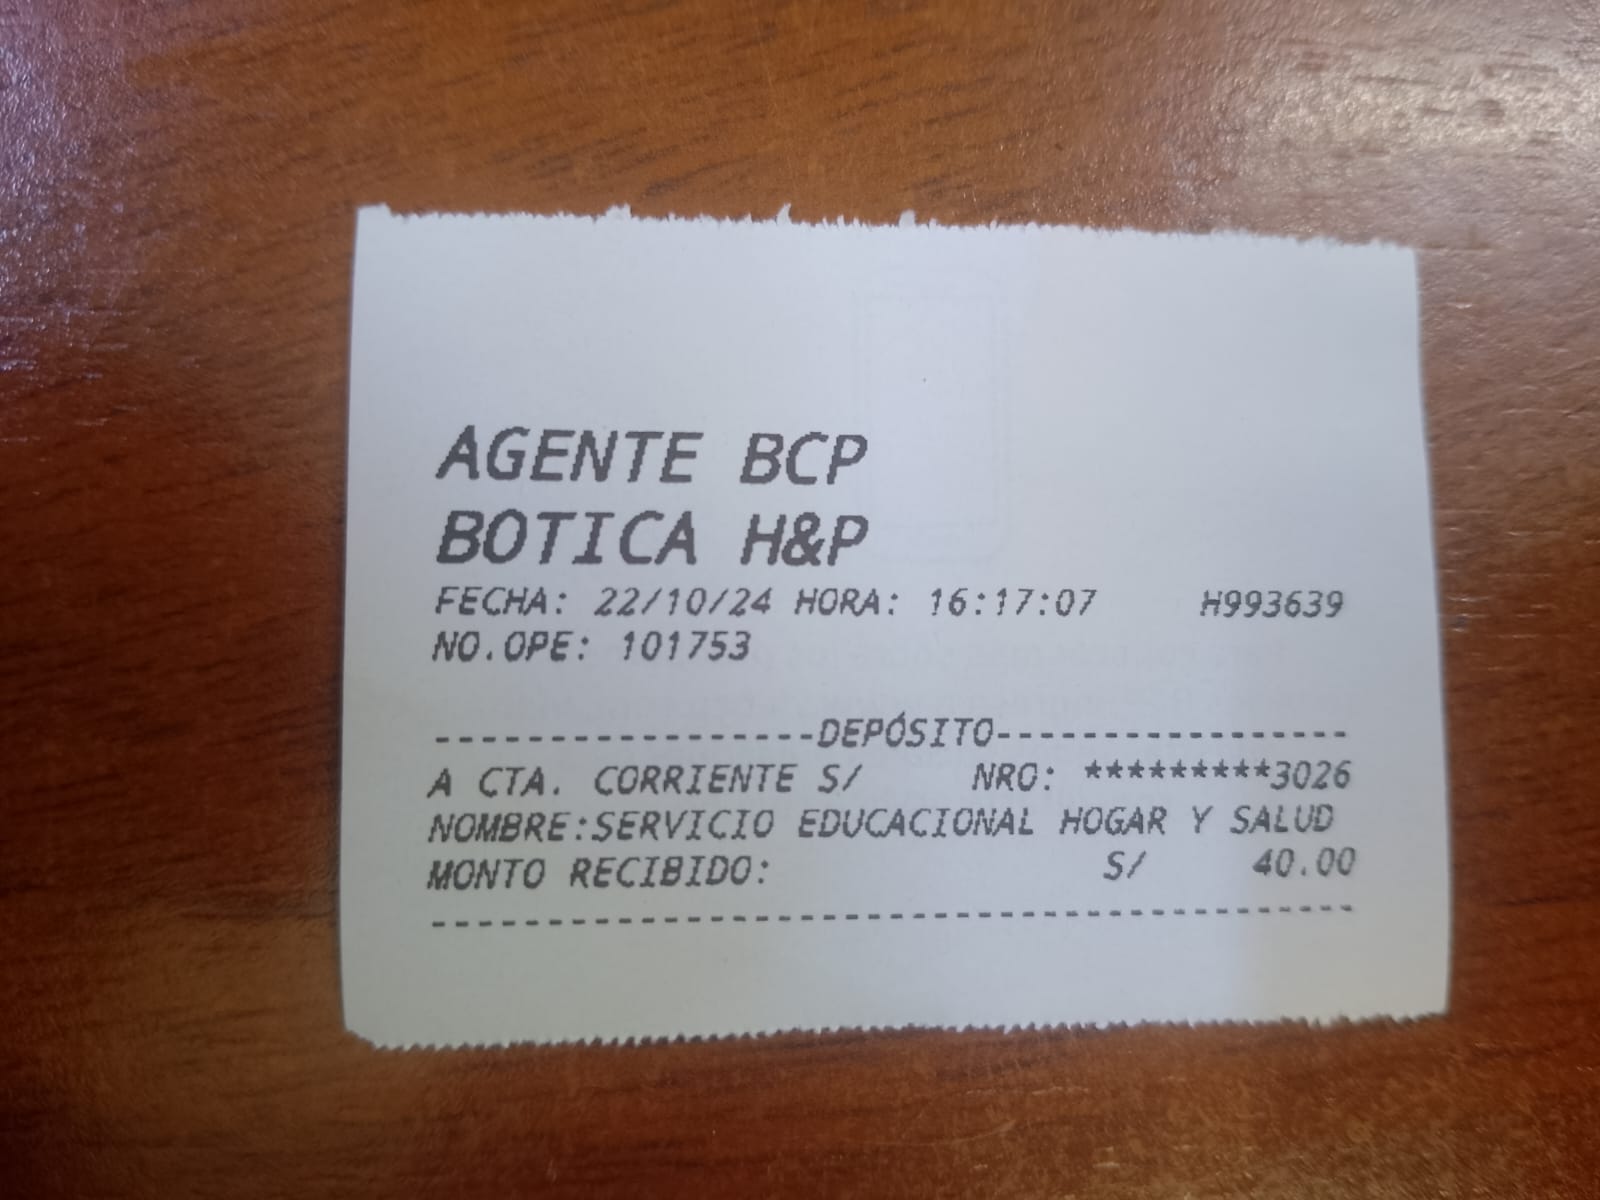 AGENTE BCP
BOTICA H&P
FECHA: 22/10/24 HORA: 16:17:07 H993639
NO.OPE: 101753
-----------------DEPÓSITO----------------
A CTA. CORRIENTE S/ NRO: *********3026
NOMBRE:SERVICIO EDUCACIONAL HOGAR Y SALUD
MONTO RECIBIDO: S/ 40.00
-----------------------------------------